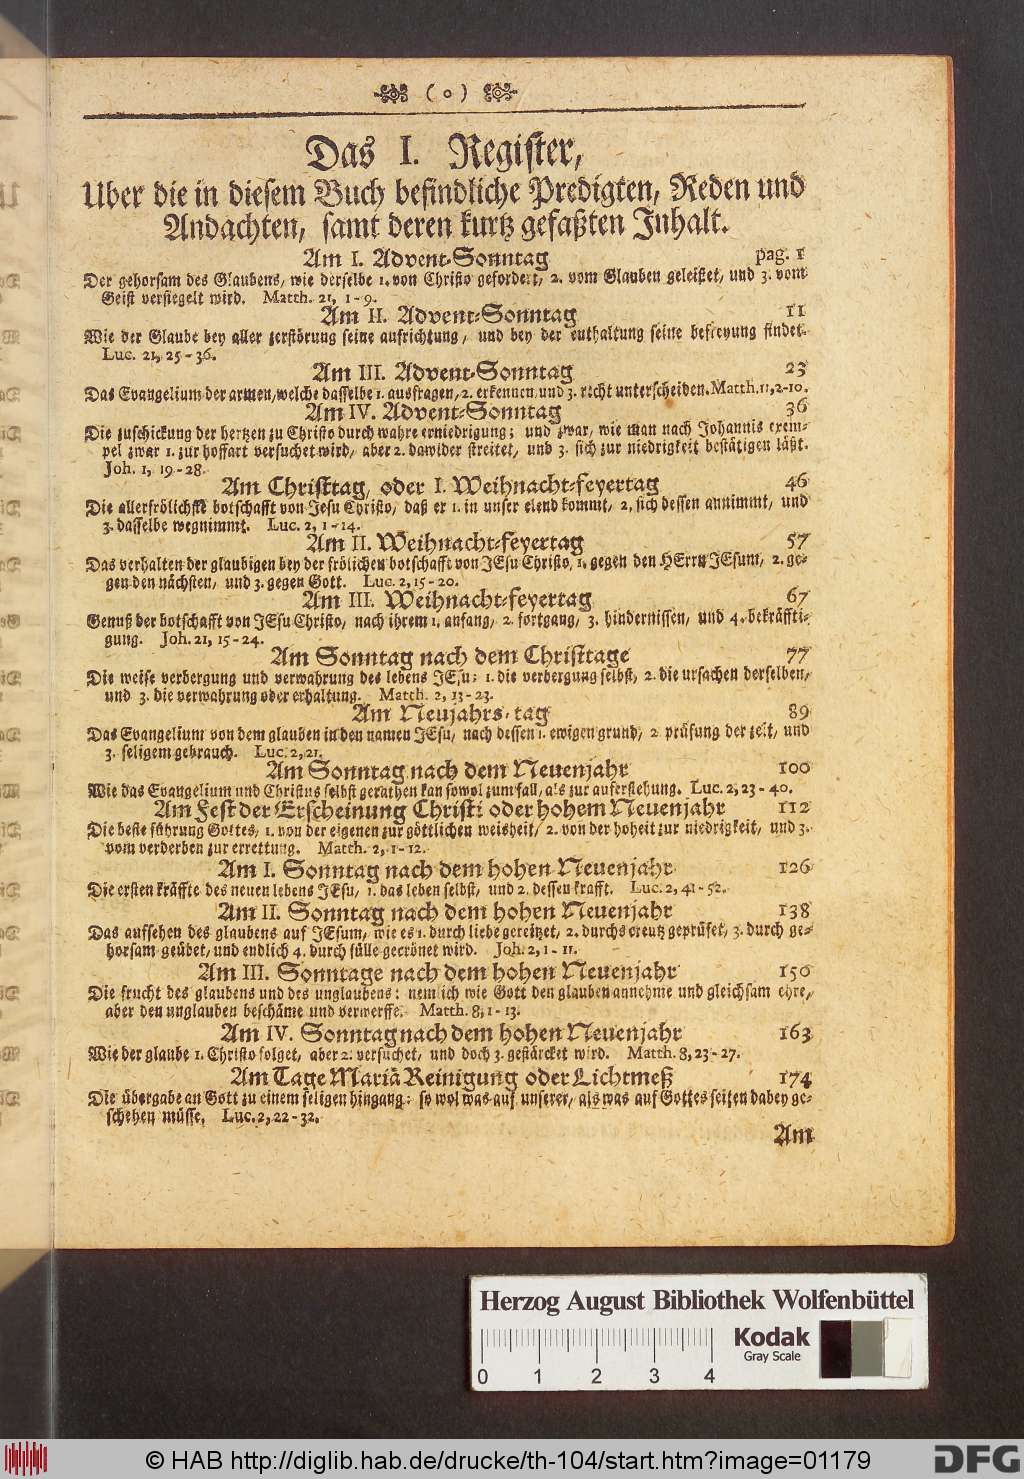 ( o )
Das I. Register,
Uber die in diesem Buch befindliche Predigten, Reden und
Andachten, samt deren kurtz gefaßten Inhalt.
Am I. Advent-Sonntag pag. 1
Der gehorsam des Glaubens, wie derselbe 1. von Christo gefordert, 2. vom Glauben geleistet, und 3. vom
Geist versiegelt wird. Matth. 21, 1-9.
Am II. Advent-Sonntag 11
Wie der Glaube bey aller zerstörung seine aufrichtung, und bey der enthaltung seine befreyung findet.
Luc. 21, 25-36.
Am III. Advent-Sonntag 23
Das Evangelium der armen, welche dasselbe 1. ausfragen, 2. erkennen und 3. recht unterscheiden. Matth. 11, 2-10.
Am IV. Advent-Sonntag 36
Die zuschickung der hertzen zu Christo durch wahre erniedrigung; und zwar, wie man nach Johannis exem-
pel zwar 1. zur hoffart versuchet wird, aber 2. dawider streitet, und 3. sich zur niedrigkeit bestätigen läßt.
Joh. 1, 19-28.
Am Christtag, oder I. Weihnacht-feyertag 46
Die allerfrölichste botschafft von Jesu Christo, daß er 1. in unser elend kommt, 2. sich dessen annimmt, und
3. dasselbe wegnimmt. Luc. 2, 1-14.
Am II. Weihnacht-feyertag 57
Das verhalten der glaubigen bey der frölichen botschafft von JEsu Christo, 1. gegen den HErrn JEsum, 2. ge-
gen den nächsten, und 3. gegen Gott. Luc. 2, 15-20.
Am III. Weihnacht-feyertag 67
Genuß der botschafft von JEsu Christo, nach ihrem 1. anfang, 2. fortgang, 3. hindernissen, und 4. bekräffti-
gung. Joh. 21, 15-24.
Am Sonntag nach dem Christtage 77
Die weise verbergung und verwahrung des lebens JEsu: 1. die verbergung selbst, 2. die ursachen derselben,
und 3. die verwahrung oder erhaltung. Matth. 2, 13-23.
Am Neujahrs-tag 89
Das Evangelium von dem glauben in den namen JEsu, nach dessen 1. ewigen grund, 2 prüfung der zeit, und
3. seligem gebrauch. Luc. 2, 21.
Am Sonntag nach dem Neuenjahr 100
Wie das Evangelium und Christus selbst gerathen kan sowol zum fall, als zur auferstehung. Luc. 2, 23-40.
Am Fest der Erscheinung Christi oder hohem Neuenjahr 112
Die beste führung Gottes, 1. von der eigenen zur göttlichen weisheit, 2. von der hoheit zur niedrigkeit, und 3.
vom verderben zur errettung. Matth. 2, 1-12.
Am I. Sonntag nach dem hohen Neuenjahr 126
Die ersten kräffte des neuen lebens JEsu, 1. das leben selbst, und 2. dessen krafft. Luc. 2, 41-52.
Am II. Sonntag nach dem hohen Neuenjahr 138
Das aufsehen des glaubens auf JEsum, wie es 1. durch liebe gereitzet, 2. durchs creutz geprüfet, 3. durch ge-
horsam geübet, und endlich 4. durch fülle gecrönet wird. Joh. 2, 1-11.
Am III. Sonntage nach dem hohen Neuenjahr 150
Die frucht des glaubens und des unglaubens: nemlich wie Gott den glauben annehme und gleichsam ehre,
aber den unglauben beschäme und verwerffe. Matth. 8, 1-13.
Am IV. Sonntag nach dem hohen Neuenjahr 163
Wie der glaube 1. Christo folget, aber 2. versuchet, und doch 3. gestärcket wird. Matth. 8, 23-27.
Am Tage Mariä Reinigung oder Lichtmeß 174
Die übergabe an Gott zu einem seligen hingang: so wol was auf unserer, als was auf Gottes seiten dabey ge-
schehen müsse. Luc. 2, 22-32.
Am
Herzog August Bibliothek Wolfenbüttel
0 1 2 3 4
Kodak
Gray Scale
© HAB http://diglib.hab.de/drucke/th-104/start.htm?image=01179
DFG